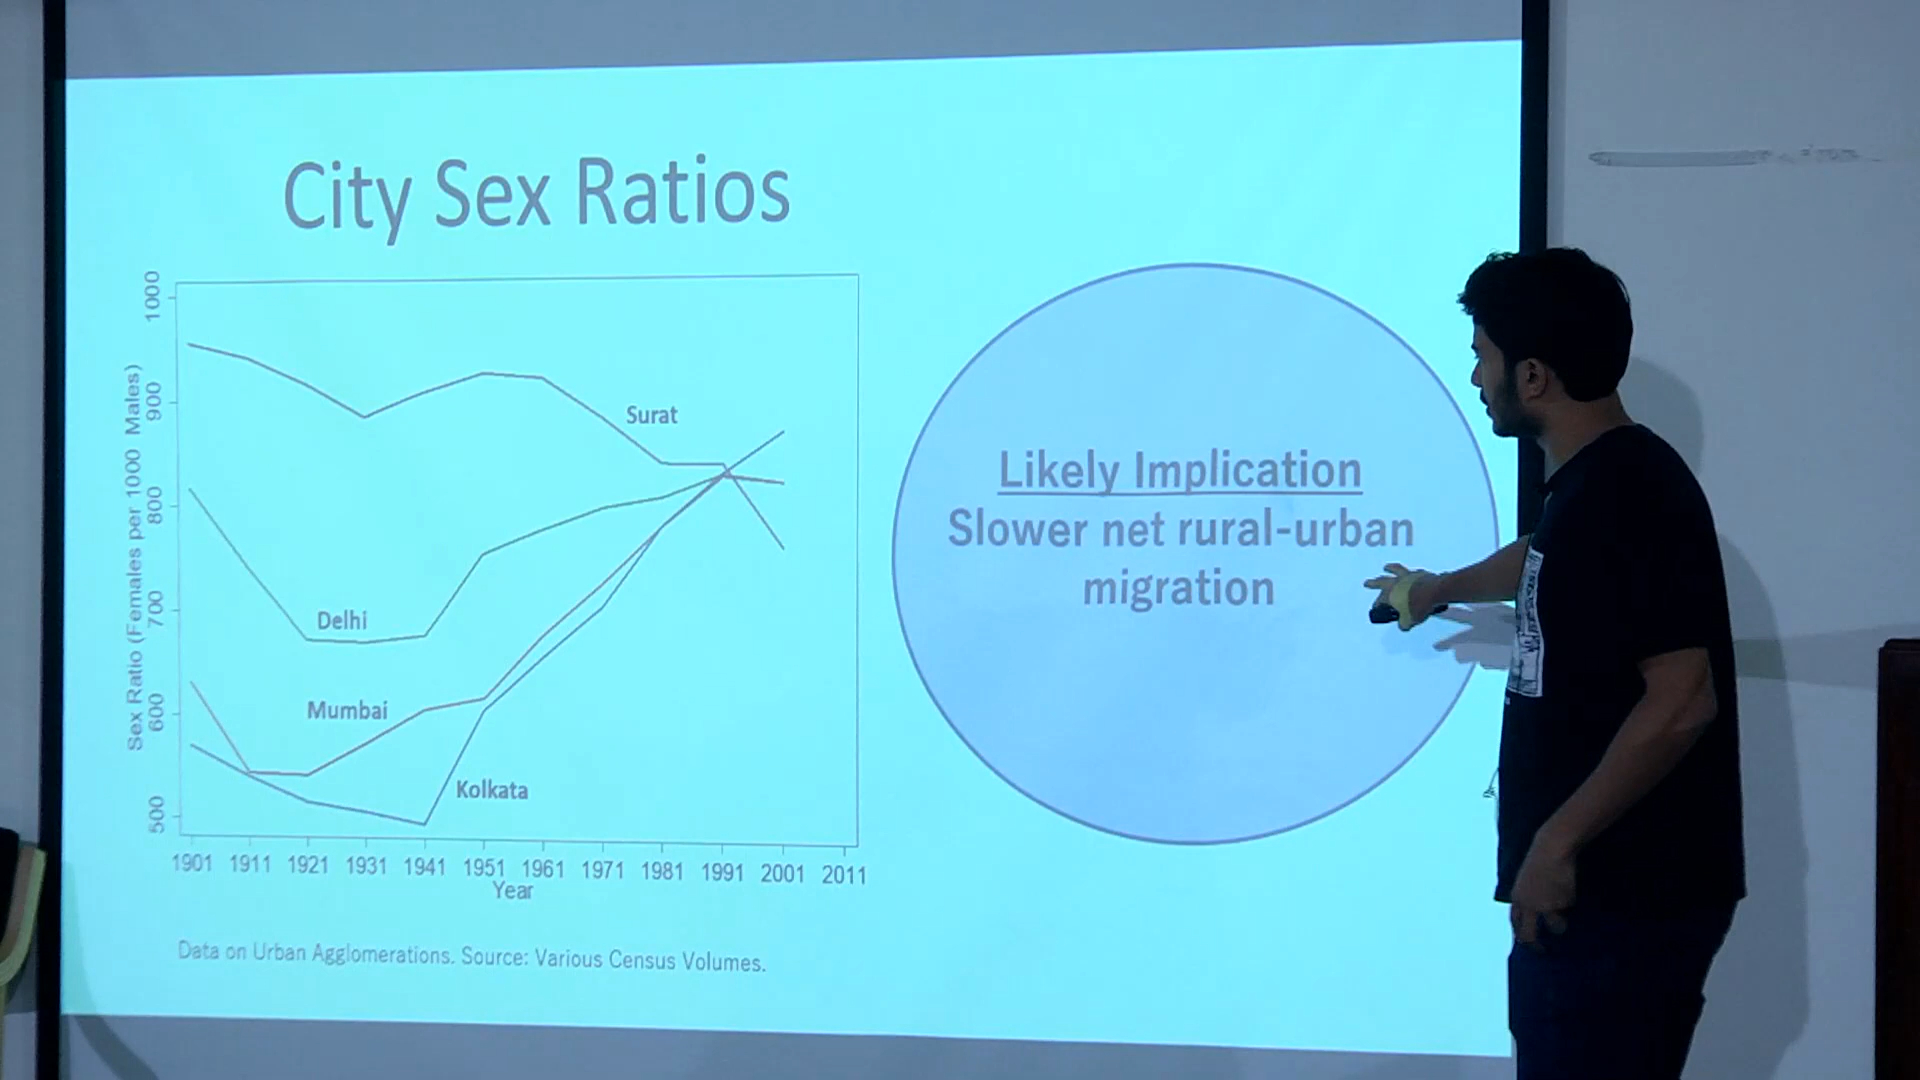 City Sex Ratios
Sex Ratio (Females per 1000 Males)
1000
900
800
700
600
500
Surat
Delhi
Mumbai
Kolkata
1901 1911 1921 1931 1941 1951 1961 1971 1981 1991 2001 2011
Year
Data on Urban Agglomerations. Source: Various Census Volumes.
Likely Implication
Slower net rural-urban
migration